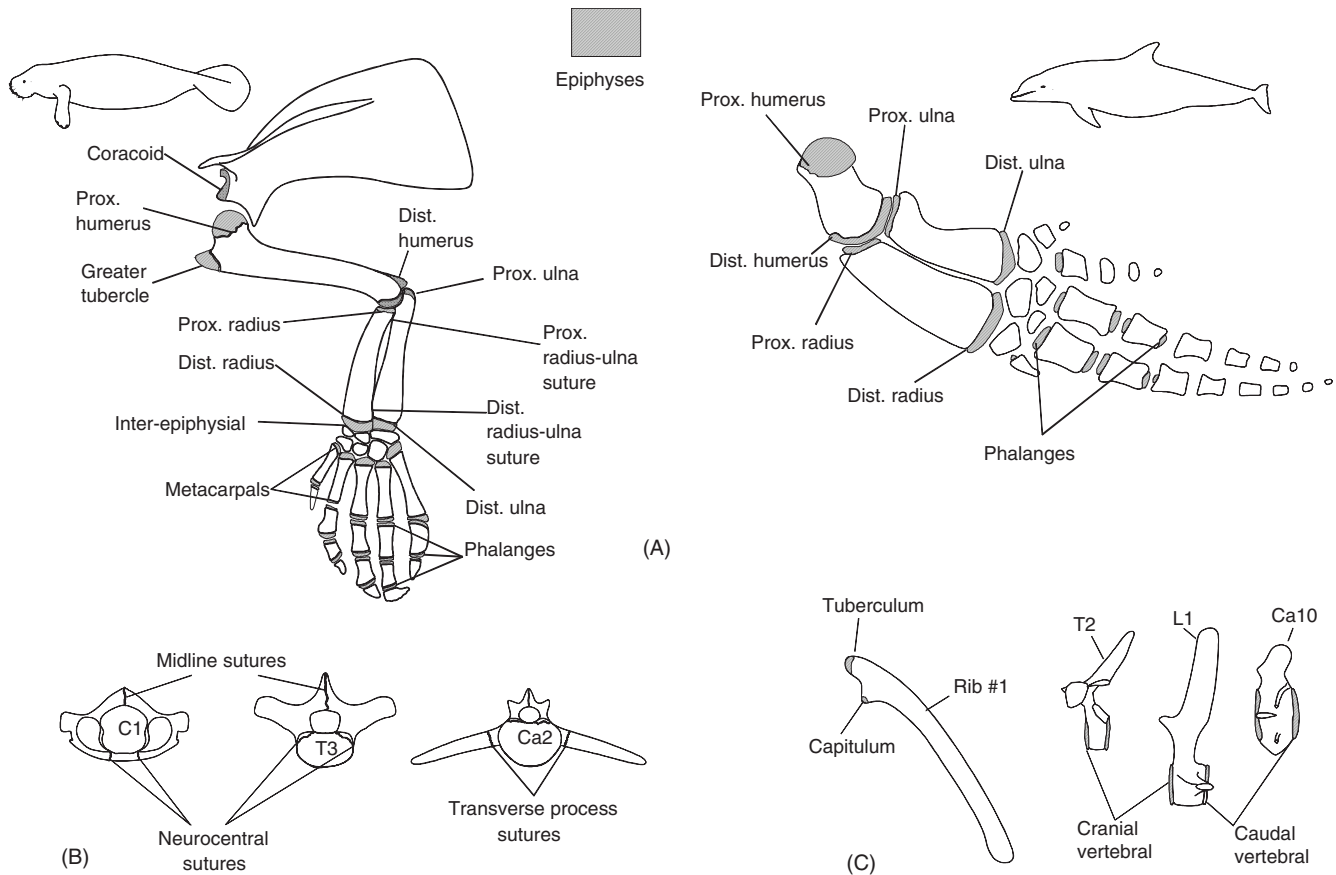 Epiphyses
Coracoid
Prox.
humerus
Greater
tubercle
Dist.
humerus
Prox. ulna
Prox. radius
Prox.
radius-ulna
suture
Dist. radius
Dist.
radius-ulna
suture
Inter-epiphysial
Metacarpals
Dist. ulna
Phalanges
(A)
Prox. humerus
Prox. ulna
Dist. ulna
Dist. humerus
Prox. radius
Dist. radius
Phalanges
Midline sutures
C1
T3
Ca2
Neurocentral
sutures
Transverse process
sutures
(B)
Tuberculum
Rib #1
Capitulum
T2
L1
Ca10
Cranial
vertebral
Caudal
vertebral
(C)